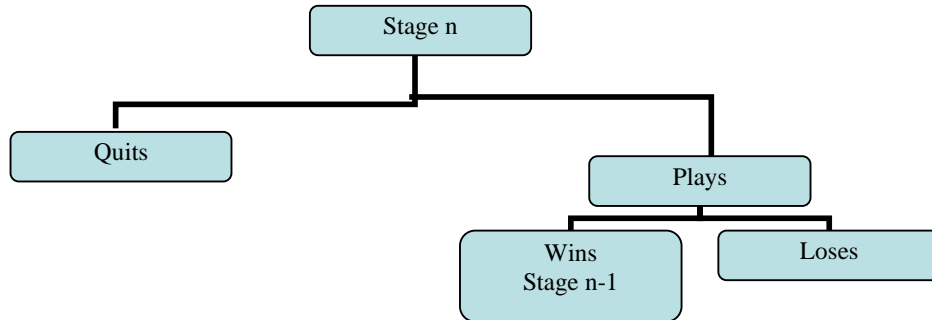 Stage n
Quits
Plays
Wins
Stage n-1
Loses